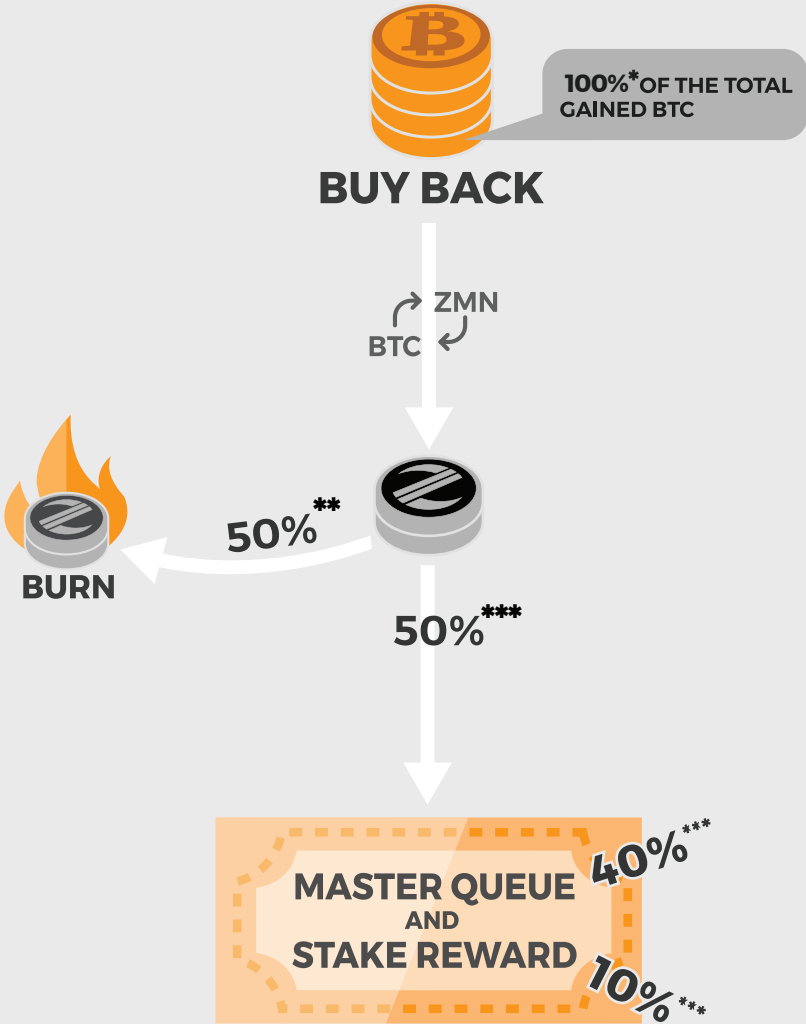 100%* OF THE TOTAL
GAINED BTC
BUY BACK
ZMN
BTC
50%**
BURN
50%***
40%***
MASTER QUEUE
AND
STAKE REWARD
10%***